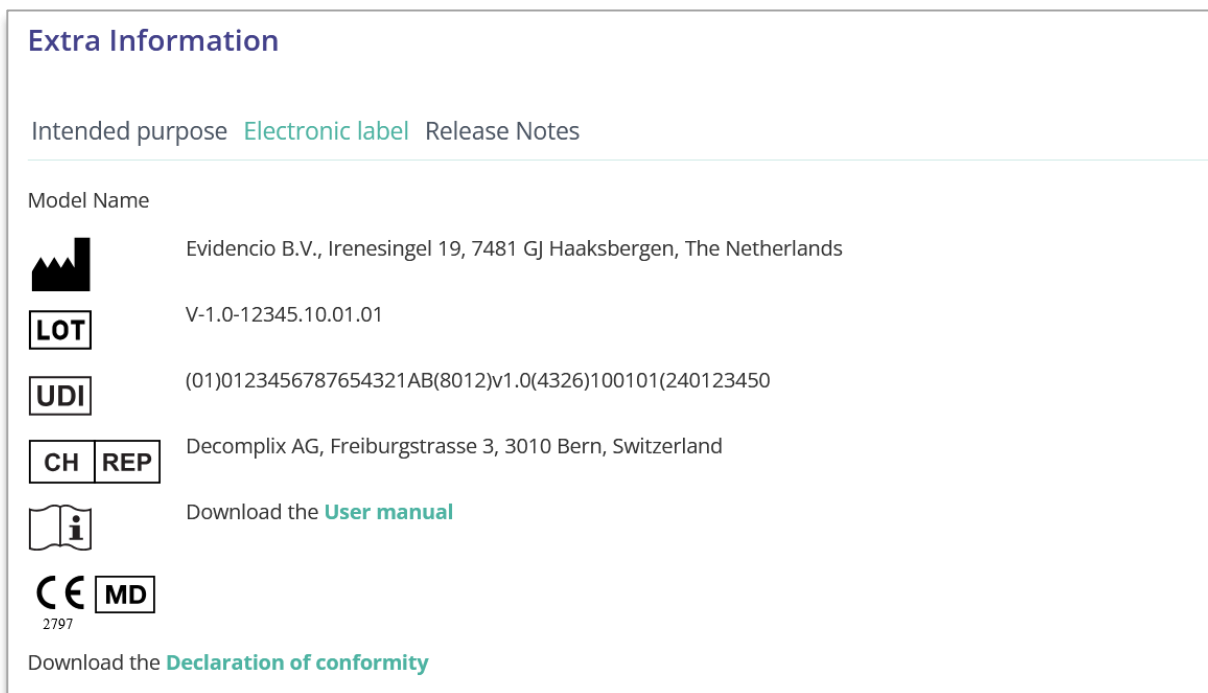 Extra Information
Intended purpose Electronic label Release Notes
Model Name
Evidencio B.V., Irenesingel 19, 7481 GJ Haaksbergen, The Netherlands
LOT V-1.0-12345.10.01.01
UDI (01)0123456787654321AB(8012)v1.0(4326)100101(240123450
CH REP Decomplix AG, Freiburgstrasse 3, 3010 Bern, Switzerland
i Download the User manual
CE MD
2797
Download the Declaration of conformity